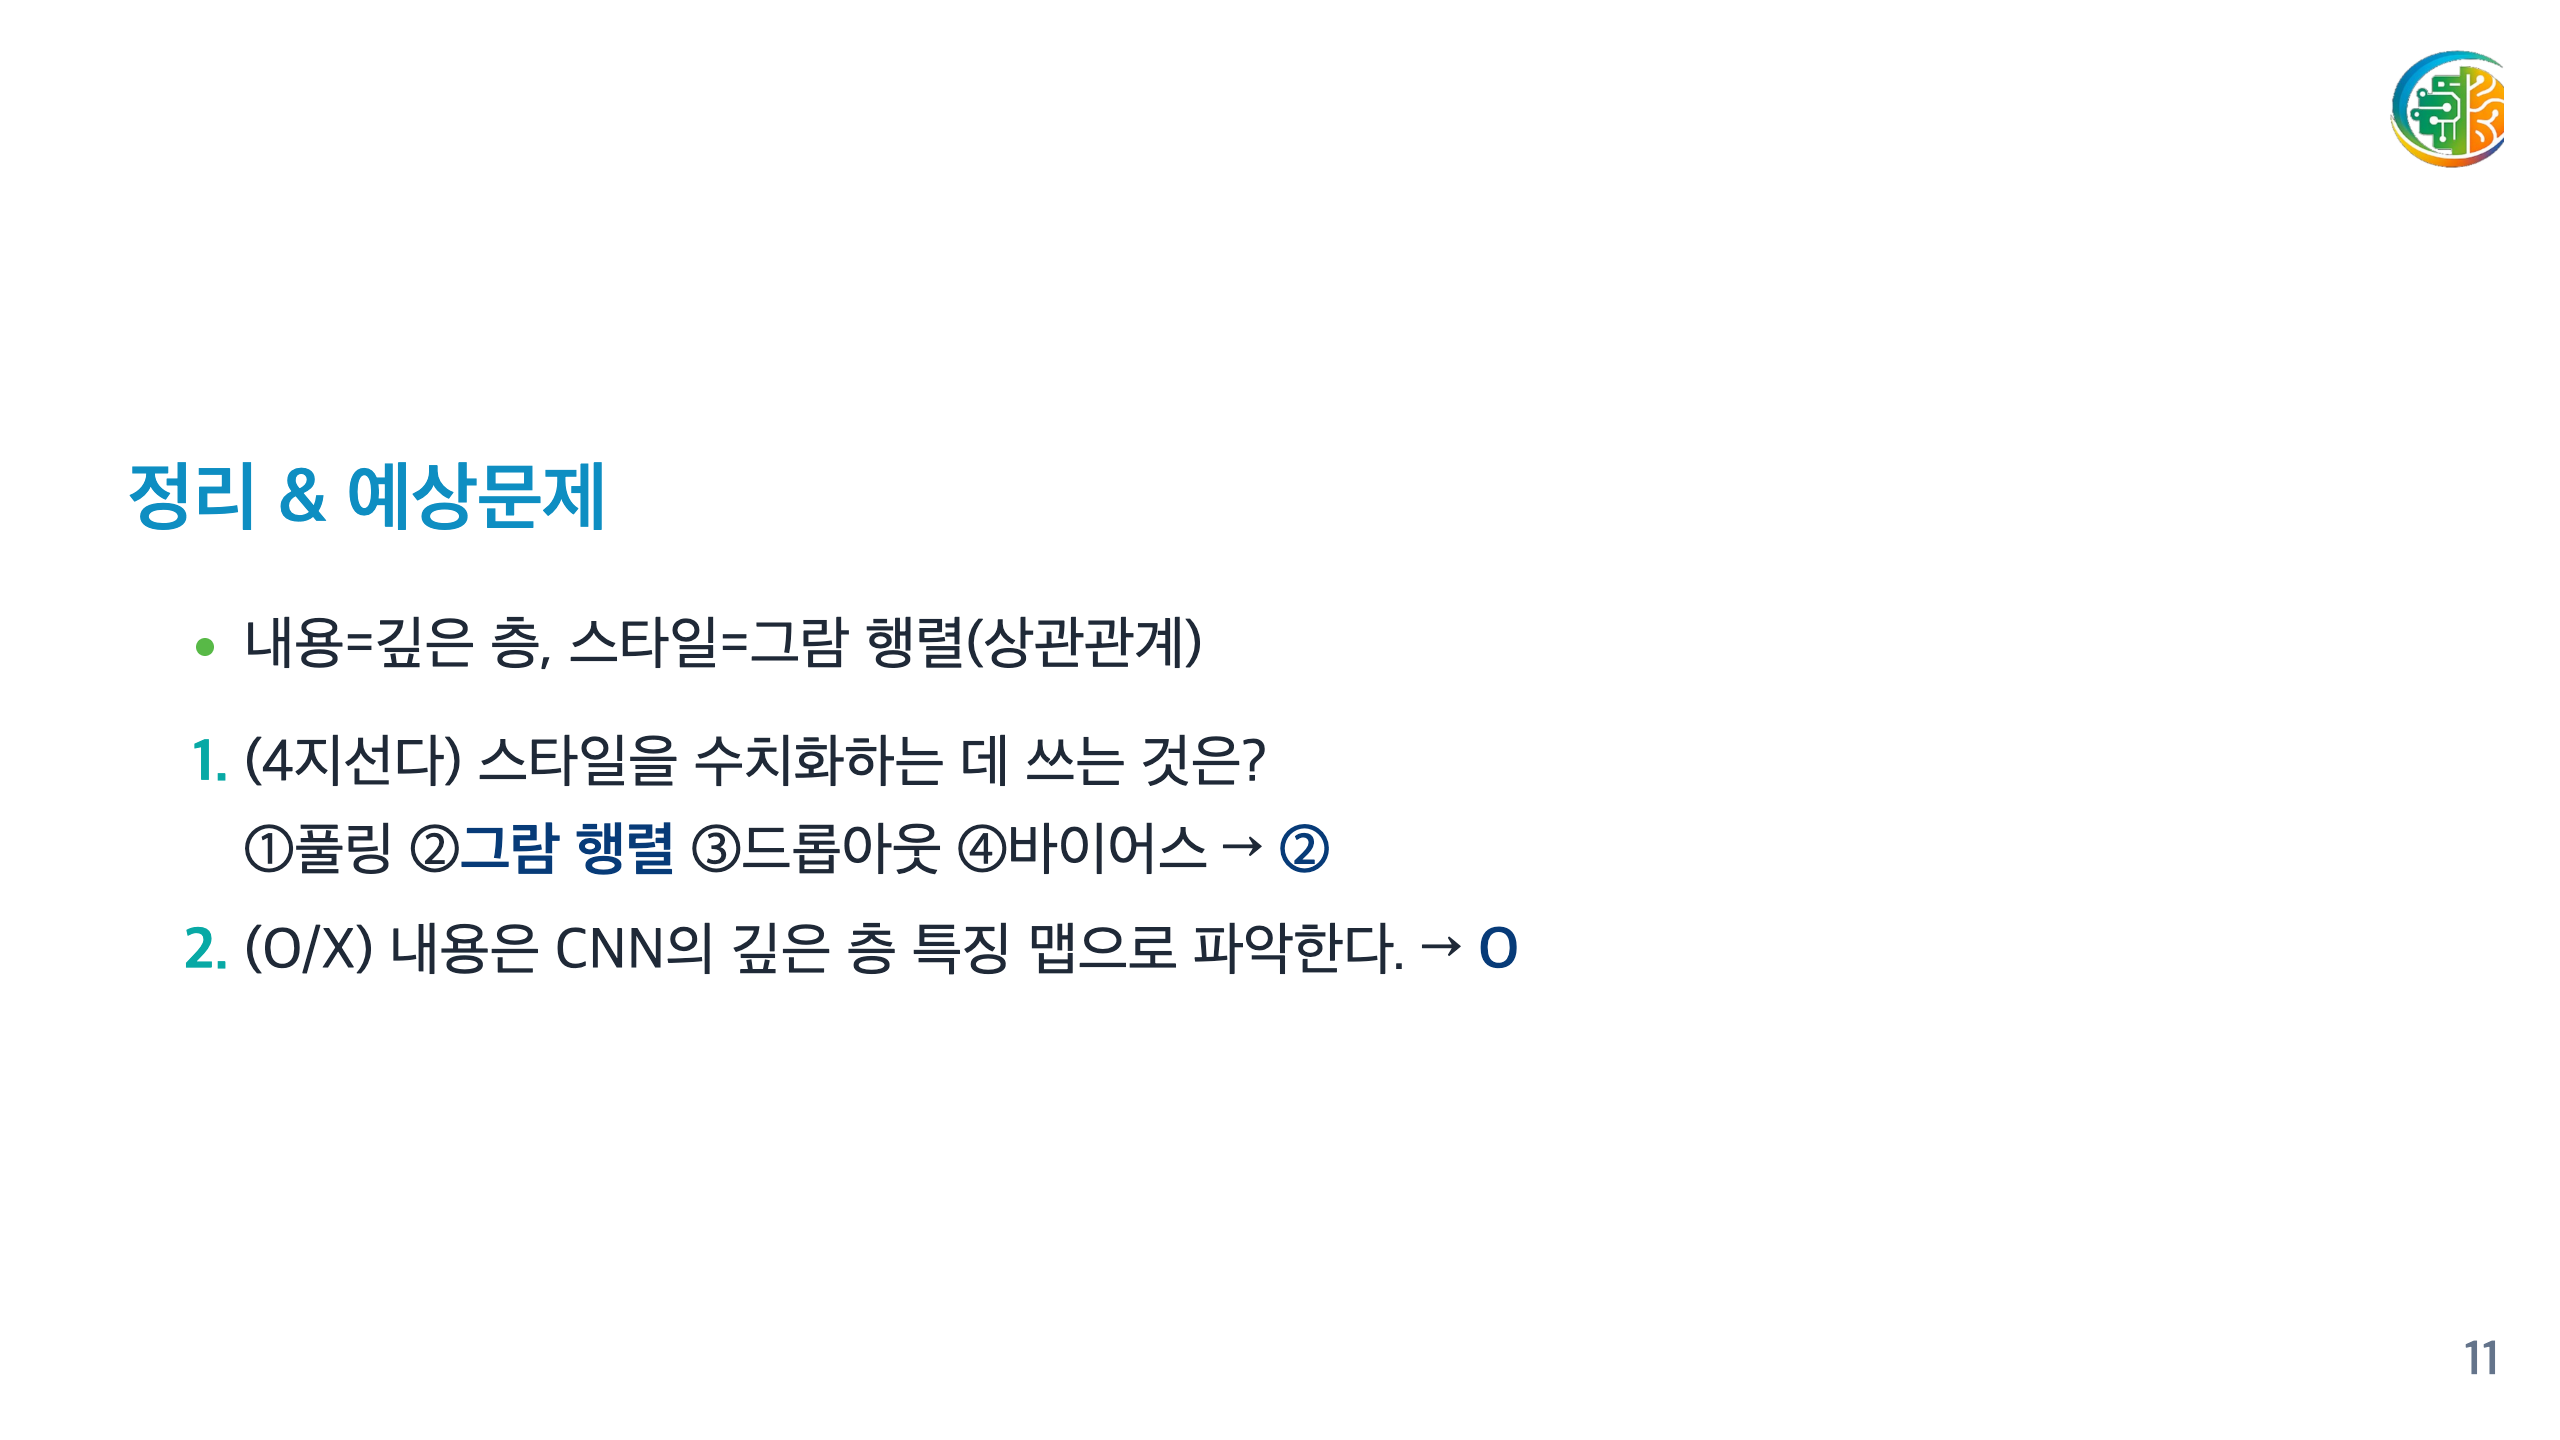 정리 & 예상문제
• 내용=깊은 층, 스타일=그람 행렬(상관관계)
1. (4지선다) 스타일을 수치화하는 데 쓰는 것은?
①풀링 ②그람 행렬 ③드롭아웃 ④바이어스 → ②
2. (O/X) 내용은 CNN의 깊은 층 특징 맵으로 파악한다. → O
11